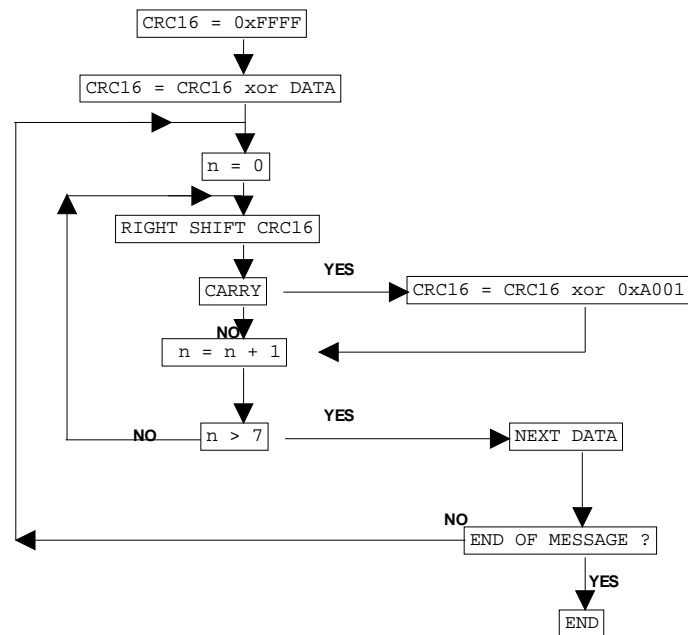 CRC16 = 0xFFFF
CRC16 = CRC16 xor DATA
n = 0
RIGHT SHIFT CRC16
CARRY
YES
CRC16 = CRC16 xor 0xA001
NO
n = n + 1
n > 7
NO
YES
NEXT DATA
NO
END OF MESSAGE ?
YES
END